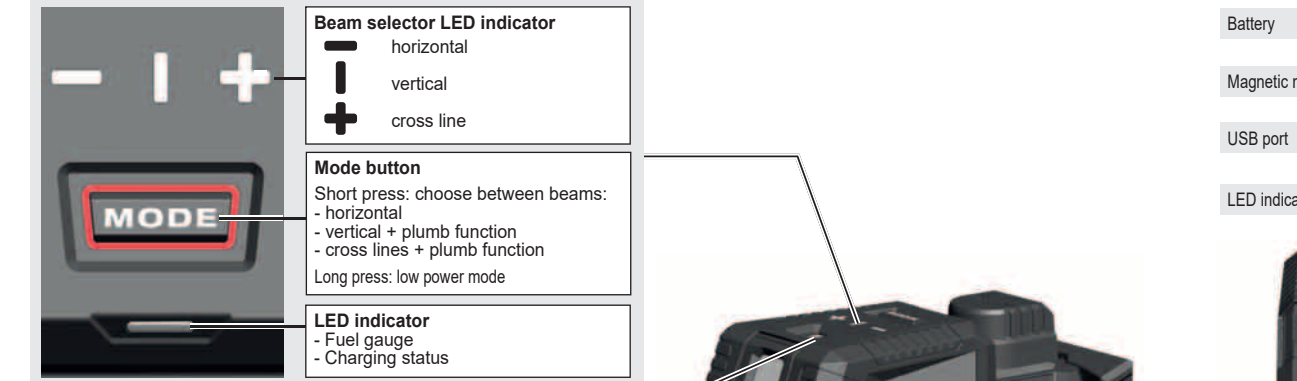 Beam selector LED indicator
horizontal
vertical
cross line
MODE
Mode button
Short press: choose between beams:
- horizontal
- vertical + plumb function
- cross lines + plumb function
Long press: low power mode
LED indicator
- Fuel gauge
- Charging status
Battery
Magnetic
USB port
LED